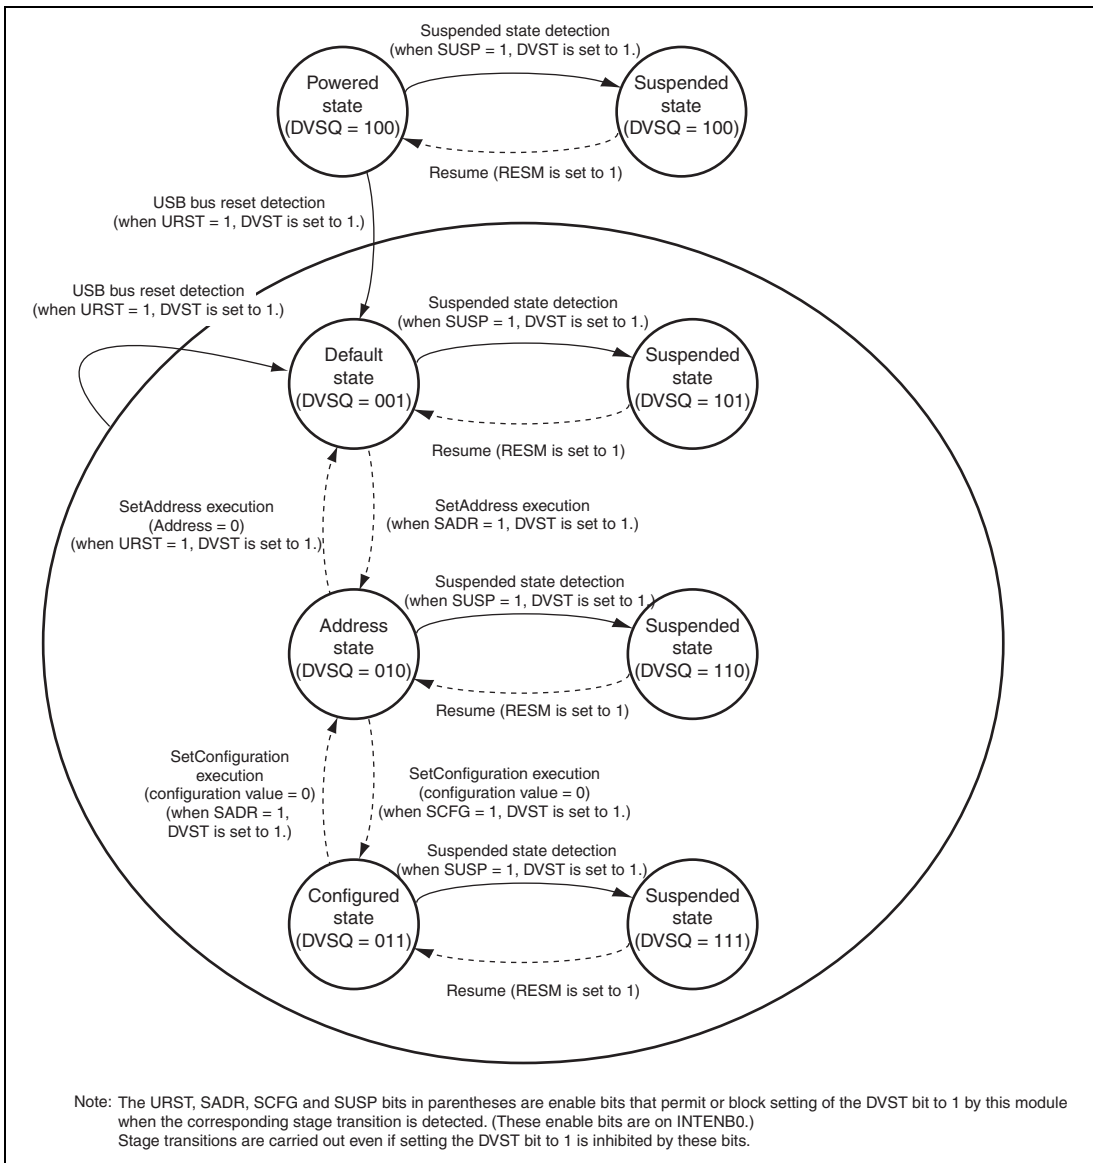 Suspended state detection
(when SUSP = 1, DVST is set to 1.)
Powered
state
(DVSQ = 100)
Suspended
state
(DVSQ = 100)
Resume (RESM is set to 1)
USB bus reset detection
(when URST = 1, DVST is set to 1.)
USB bus reset detection
(when URST = 1, DVST is set to 1.)
Suspended state detection
(when SUSP = 1, DVST is set to 1.)
Default
state
(DVSQ = 001)
Suspended
state
(DVSQ = 101)
Resume (RESM is set to 1)
SetAddress execution
(Address = 0)
(when URST = 1, DVST is set to 1.)
SetAddress execution
(when SADR = 1, DVST is set to 1.)
Suspended state detection
(when SUSP = 1, DVST is set to 1.)
Address
state
(DVSQ = 010)
Suspended
state
(DVSQ = 110)
Resume (RESM is set to 1)
SetConfiguration
execution
(configuration value = 0)
(when SADR = 1,
DVST is set to 1.)
SetConfiguration execution
(configuration value = 0)
(when SCFG = 1, DVST is set to 1.)
Suspended state detection
(when SUSP = 1, DVST is set to 1.)
Configured
state
(DVSQ = 011)
Suspended
state
(DVSQ = 111)
Resume (RESM is set to 1)
Note: The URST, SADR, SCFG and SUSP bits in parentheses are enable bits that permit or block setting of the DVST bit to 1 by this module
when the corresponding stage transition is detected. (These enable bits are on INTENB0.)
Stage transitions are carried out even if setting the DVST bit to 1 is inhibited by these bits.